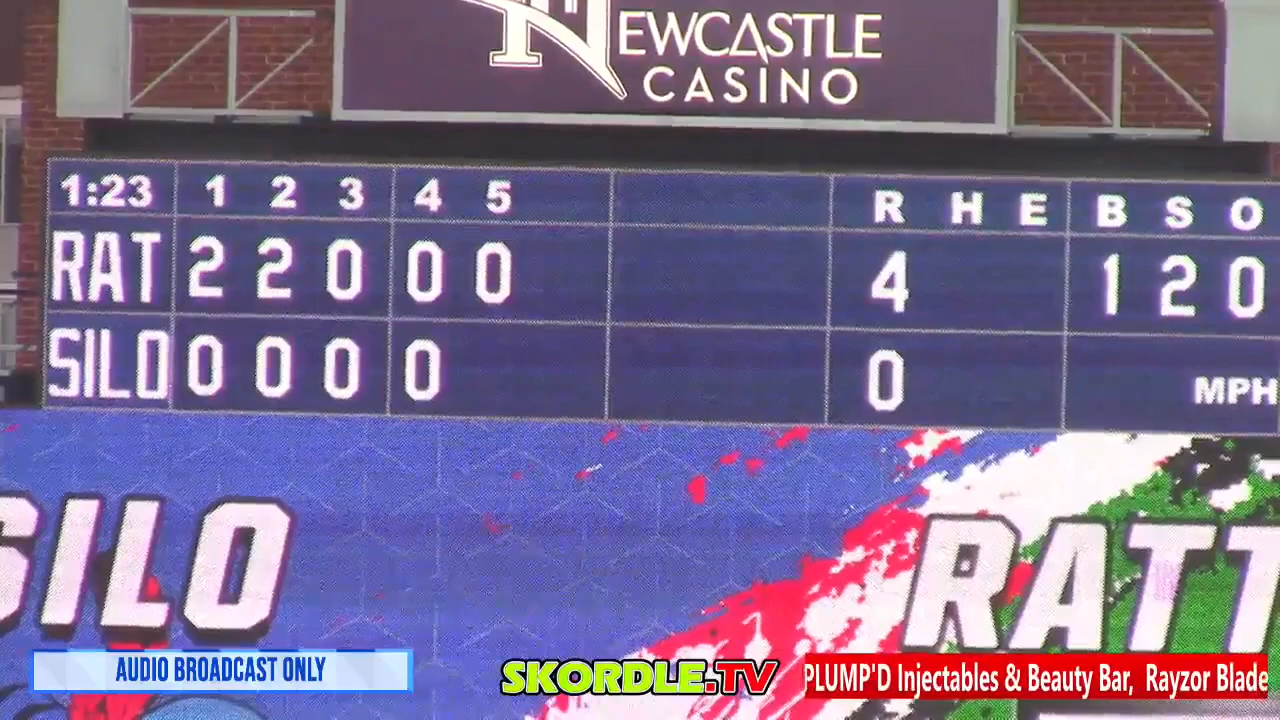 NEWCASTLE
CASINO
1:23 1 2 3 4 5 R H E B S O
RAT 2 2 0 0 0 4 1 2 0
SILO 0 0 0 0 0 MPH
SILO
RATT
AUDIO BROADCAST ONLY
SKORDLE.TV
PLUMP'D Injectables & Beauty Bar, Rayzor Blade